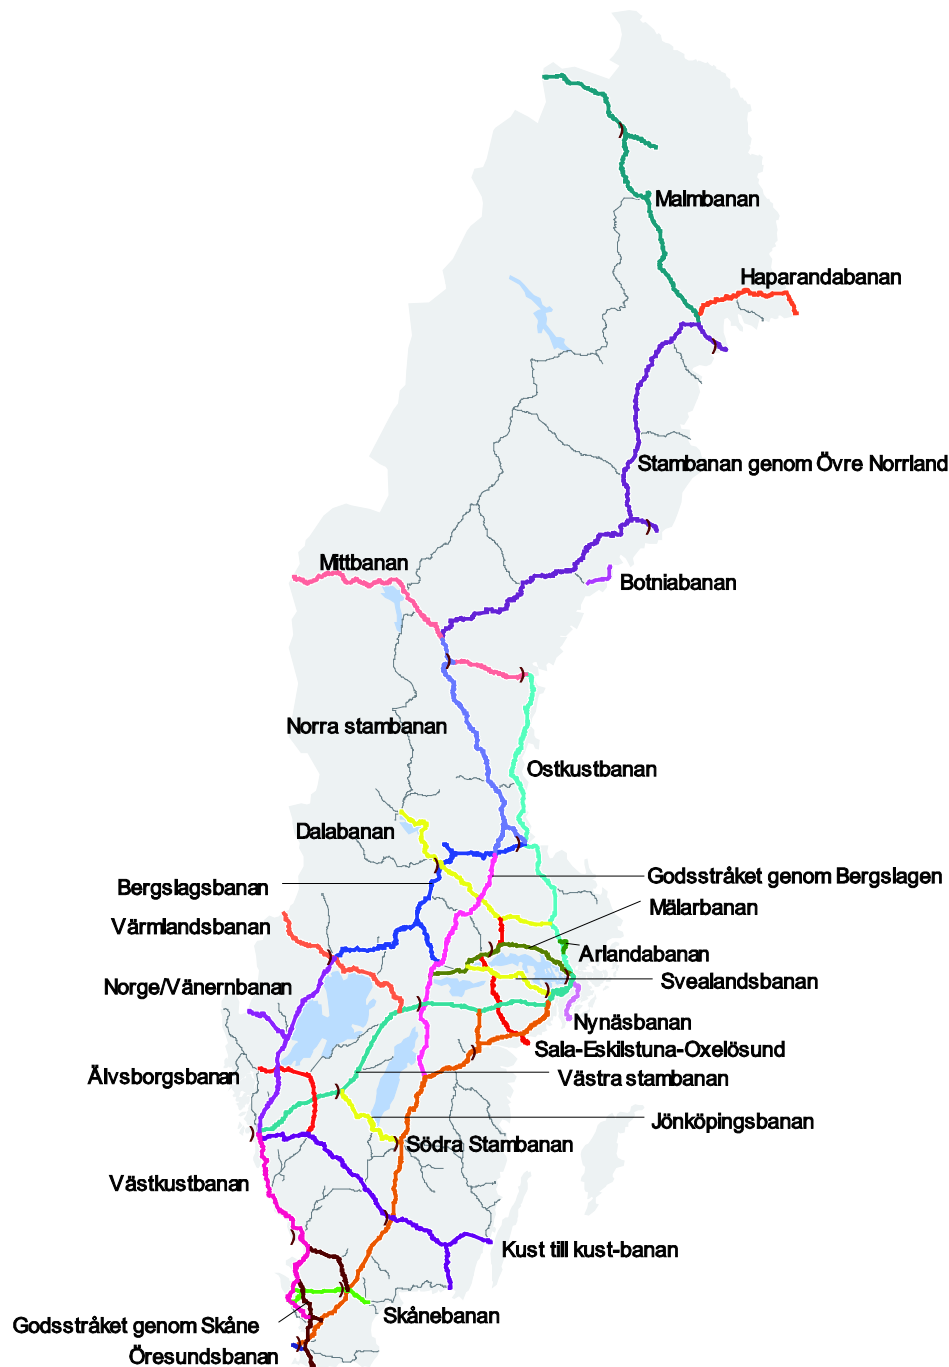 Malmbanan
Haparandabanan
Stambanan genom Övre Norrland
Mittbanan
Botniabanan
Norra stambanan
Ostkustbanan
Dalabanan
Godsstråket genom Bergslagen
Bergslagsbanan
Mälarbanan
Värmlandsbanan
Arlandabanan
Svealandsbanan
Norge/Vänernbanan
Nynäsbanan
Sala-Eskilstuna-Oxelösund
Älvsborgsbanan
Västra stambanan
Jönköpingsbanan
Södra Stambanan
Västkustbanan
Kust till kust-banan
Skånebanan
Godsstråket genom Skåne
Öresundsbanan